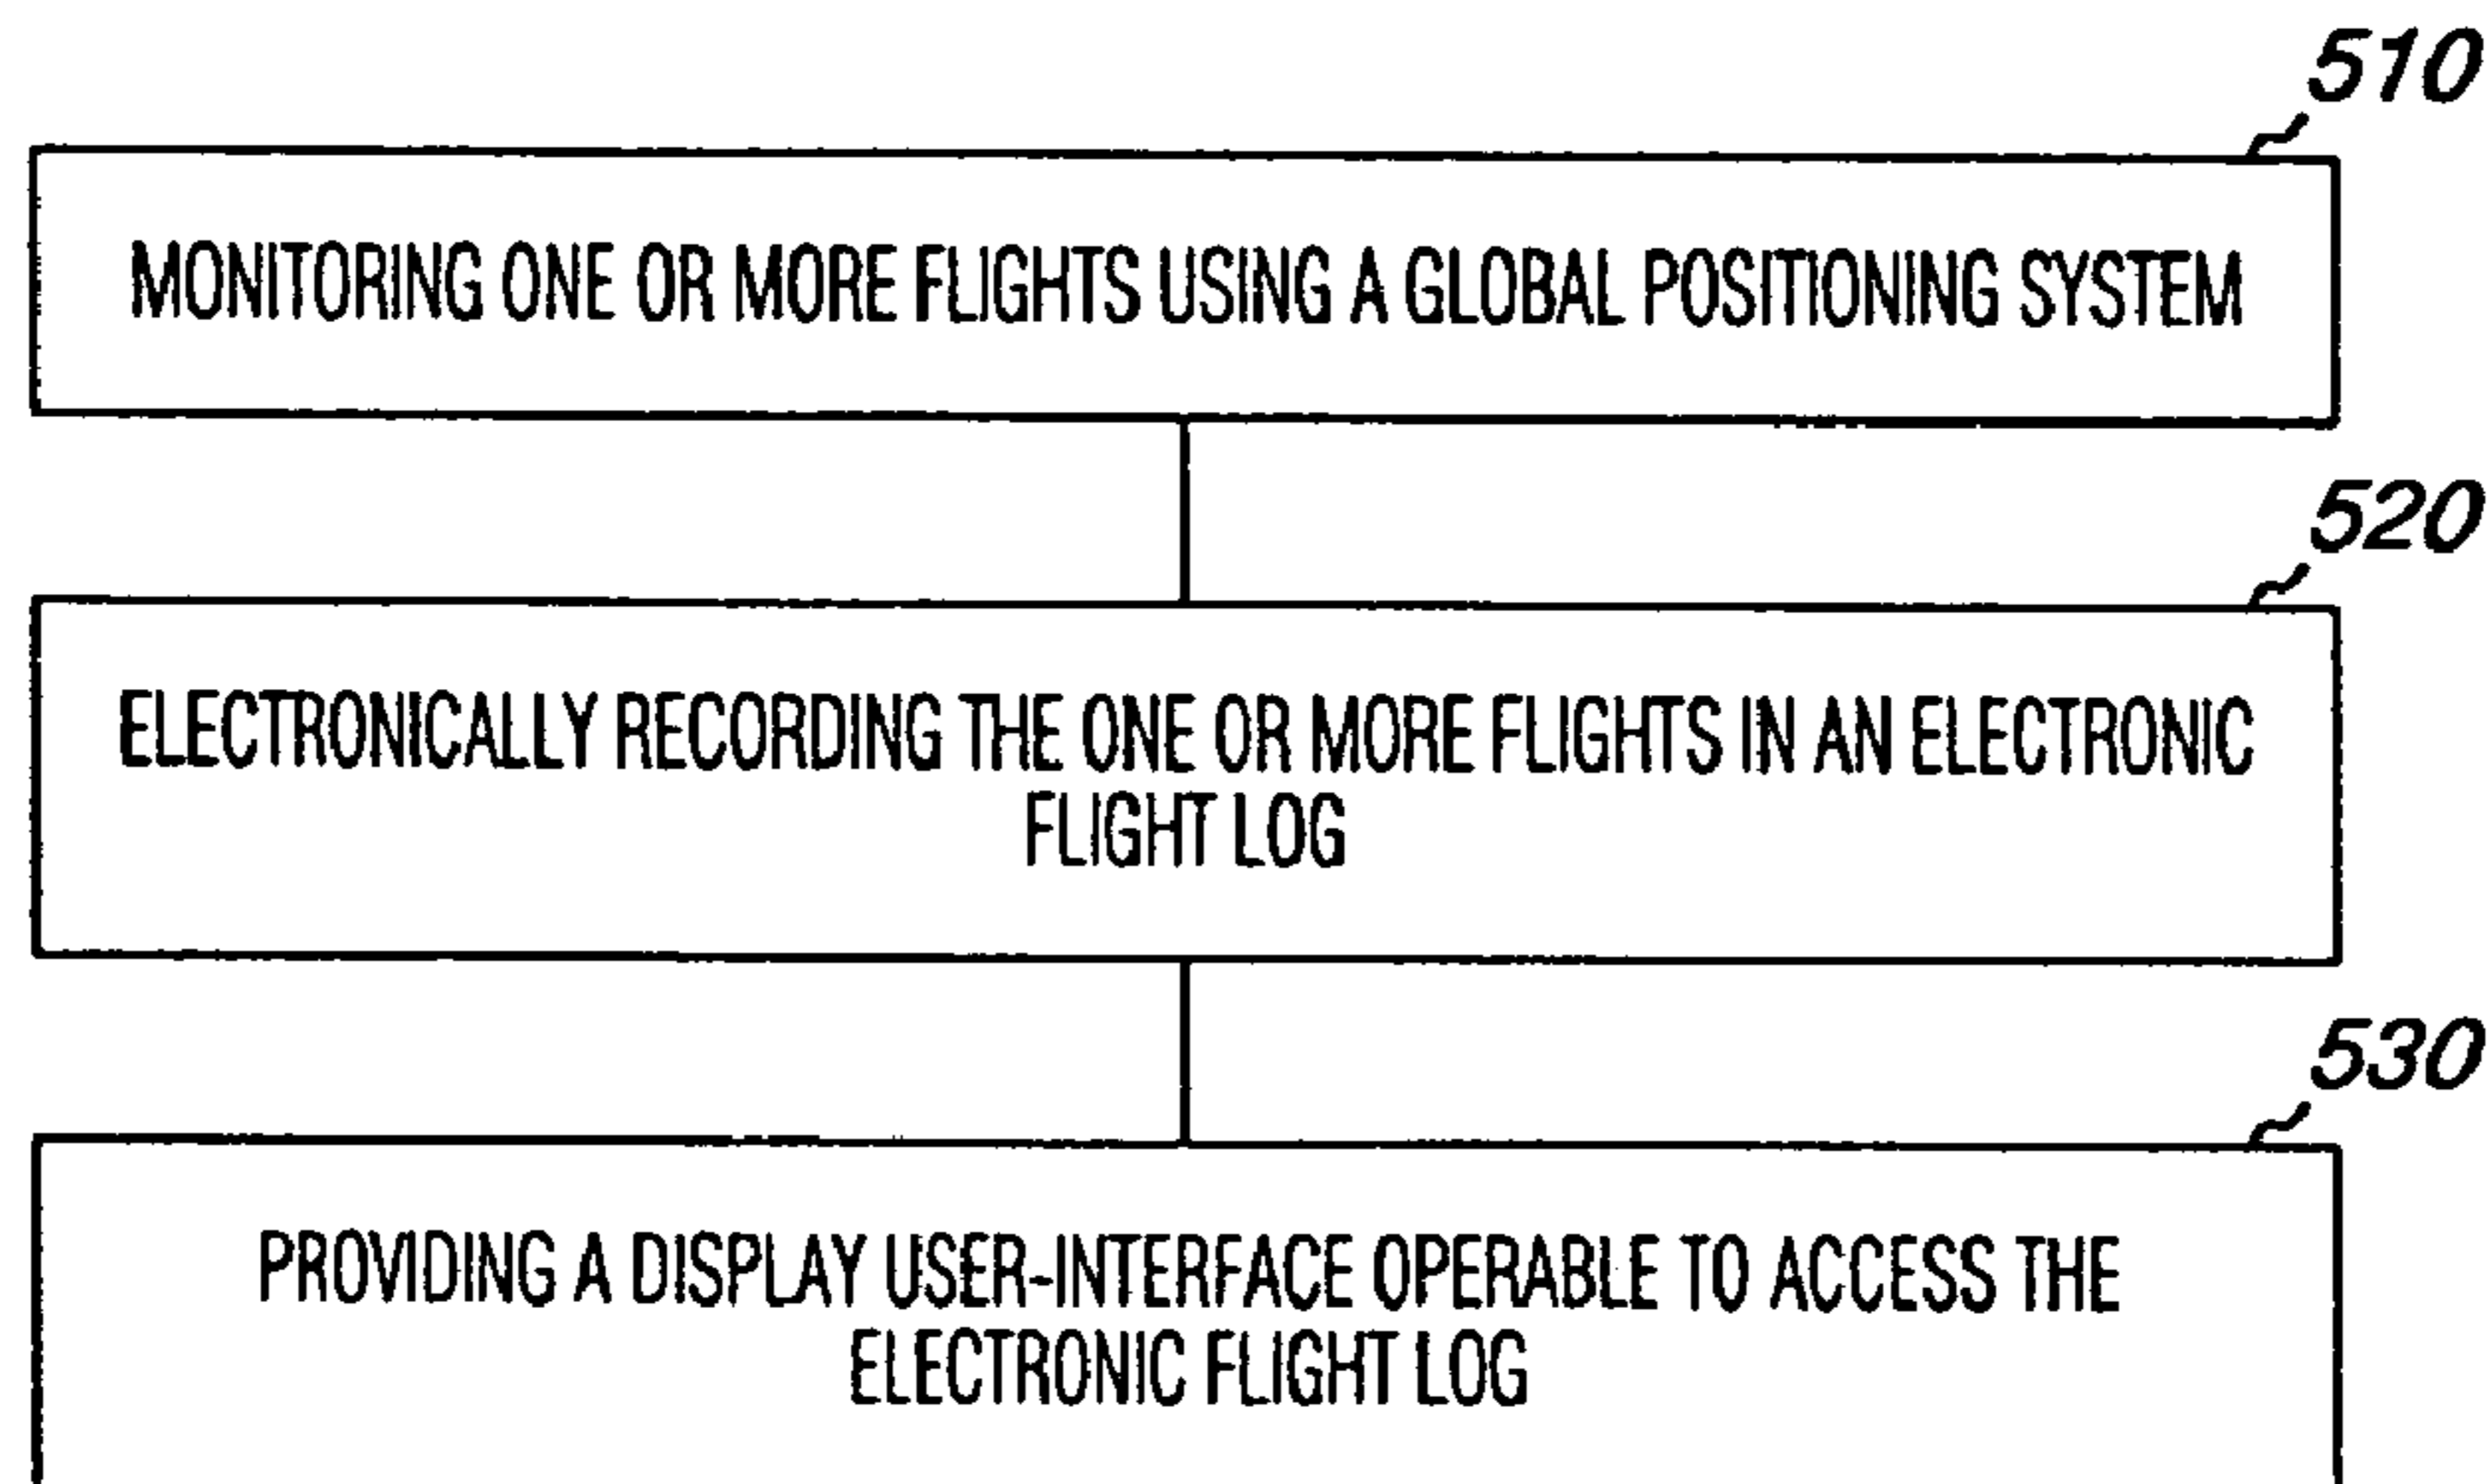 510
MONITORING ONE OR MORE FLIGHTS USING A GLOBAL POSITIONING SYSTEM
520
ELECTRONICALLY RECORDING THE ONE OR MORE FLIGHTS IN AN ELECTRONIC
FLIGHT LOG
530
PROVIDING A DISPLAY USER-INTERFACE OPERABLE TO ACCESS THE
ELECTRONIC FLIGHT LOG